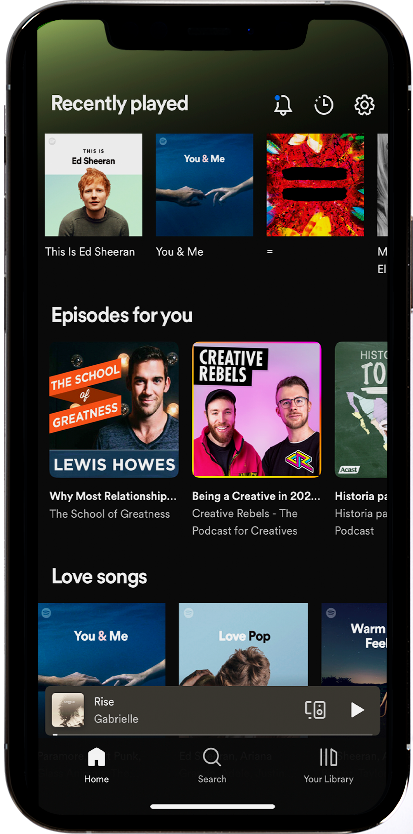 Recently played
THIS IS
Ed Sheeran
You & Me
This Is Ed Sheeran
You & Me
=
M
El
Episodes for you
THE SCHOOL
of
GREATNESS
LEWIS HOWES
CREATIVE
REBELS
HISTO
TO
Acast
Why Most Relationship...
Being a Creative in 202...
Historia pa
The School of Greatness
Creative Rebels - The
Podcast for Creatives
Historia pa
Podcast
Love songs
You & Me
Love Pop
Warm
Feel
Rise
Gabrielle
Home
Search
Your Library